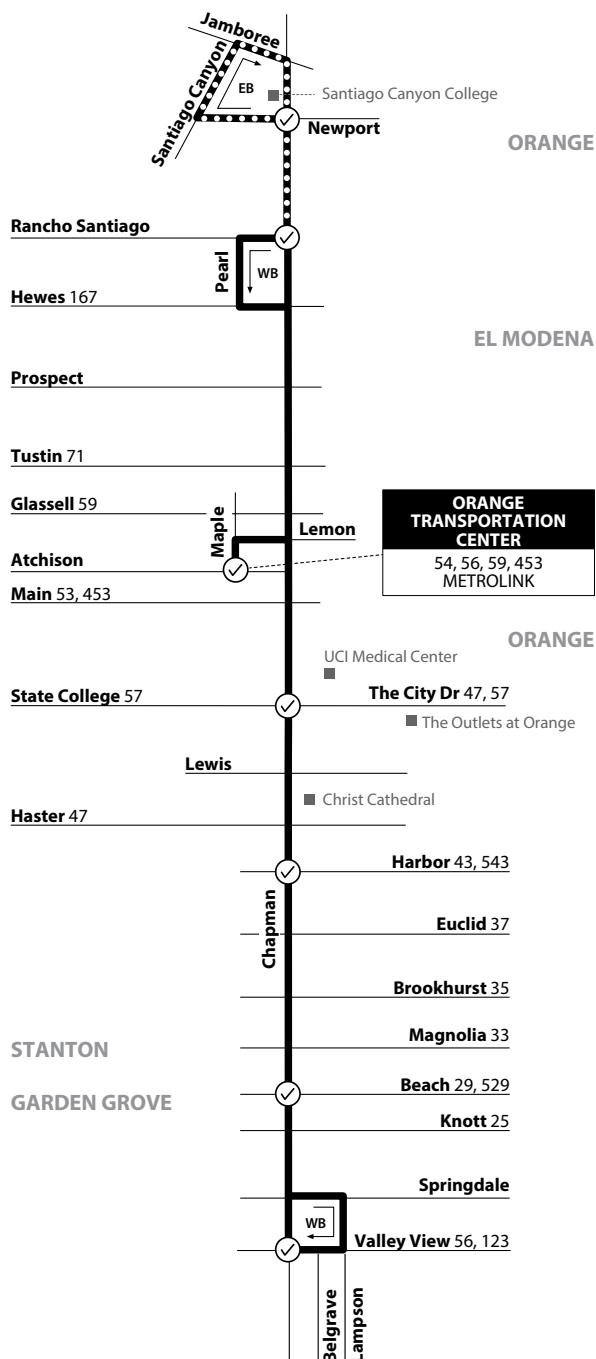 Jamboree
Santiago Canyon
EB
Santiago Canyon College
Newport
ORANGE
Rancho Santiago
Pearl
WB
Hewes 167
EL MODENA
Prospect
Tustin 71
Glassell 59
Maple
Lemon
ORANGE
TRANSPORTATION
CENTER
54, 56, 59, 453
METROLINK
Atchison
Main 53, 453
ORANGE
UCI Medical Center
State College 57
The City Dr 47, 57
The Outlets at Orange
Lewis
Christ Cathedral
Haster 47
Harbor 43, 543
Chapman
Euclid 37
Brookhurst 35
Magnolia 33
STANTON
Beach 29, 529
GARDEN GROVE
Knott 25
Springdale
WB
Valley View 56, 123
Belgrave
Lampson